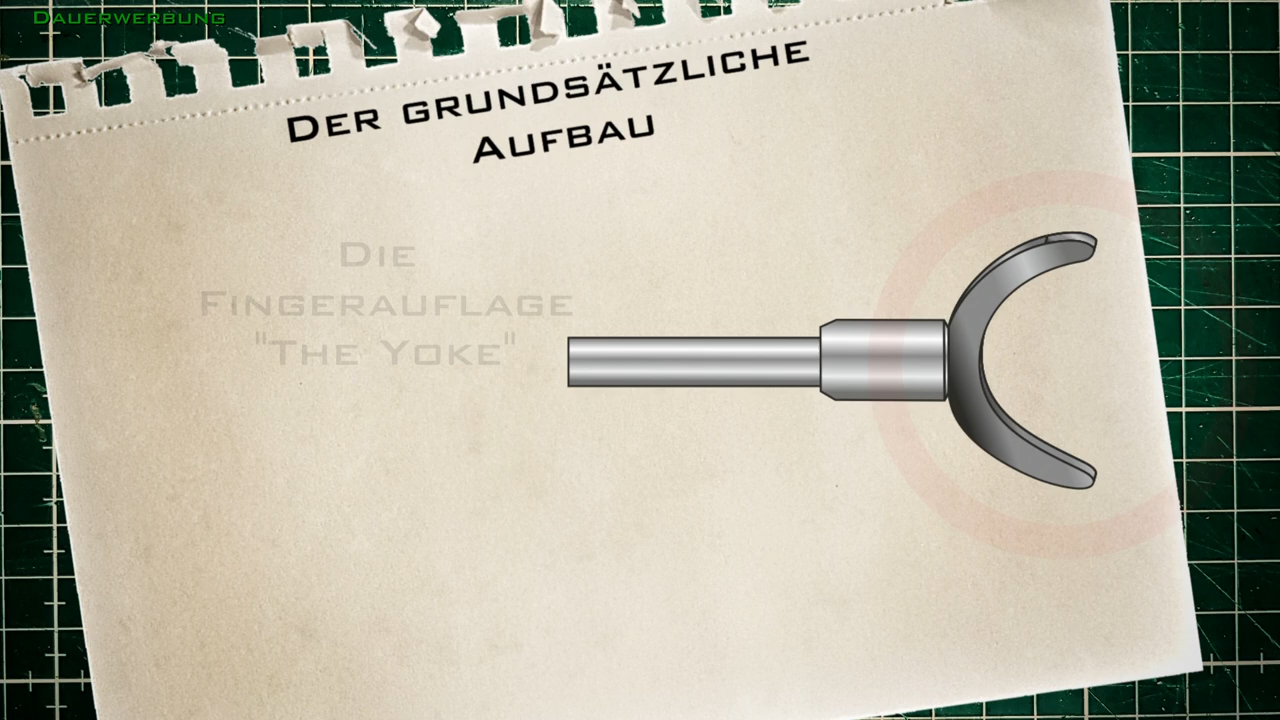 Dauerwerbung
Der grundsätzliche
Aufbau
Die
Fingerauflage
"The Yoke"